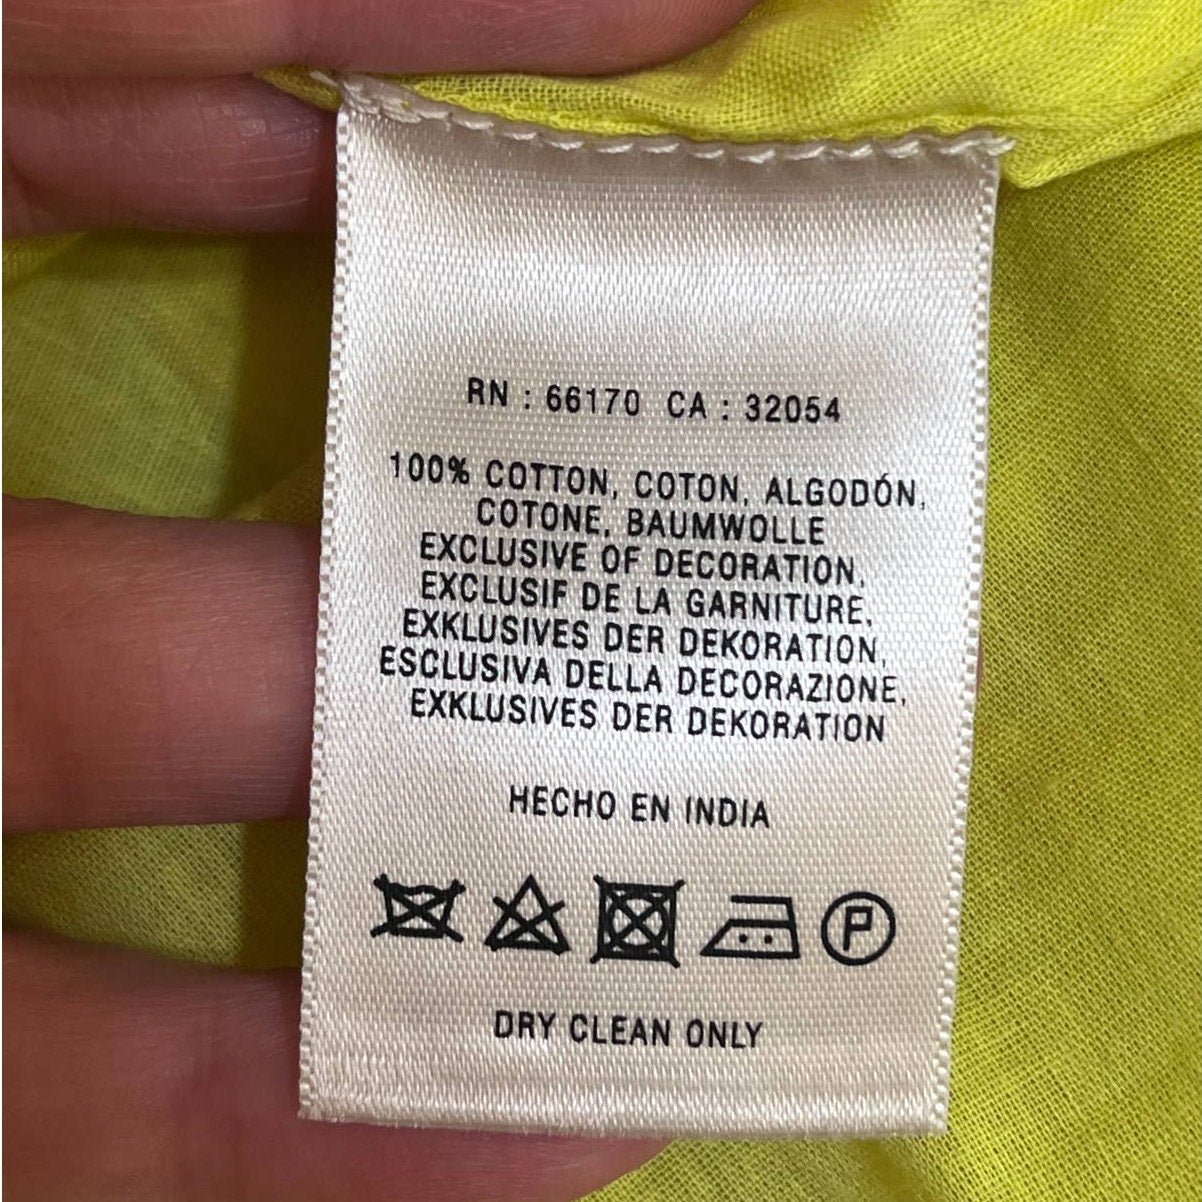 RN : 66170 CA : 32054
100% COTTON, COTON, ALGODÓN,
COTONE, BAUMWOLLE
EXCLUSIVE OF DECORATION,
EXCLUSIF DE LA GARNITURE,
EXKLUSIVES DER DEKORATION,
ESCLUSIVA DELLA DECORAZIONE,
EXKLUSIVES DER DEKORATION
HECHO EN INDIA
P
DRY CLEAN ONLY